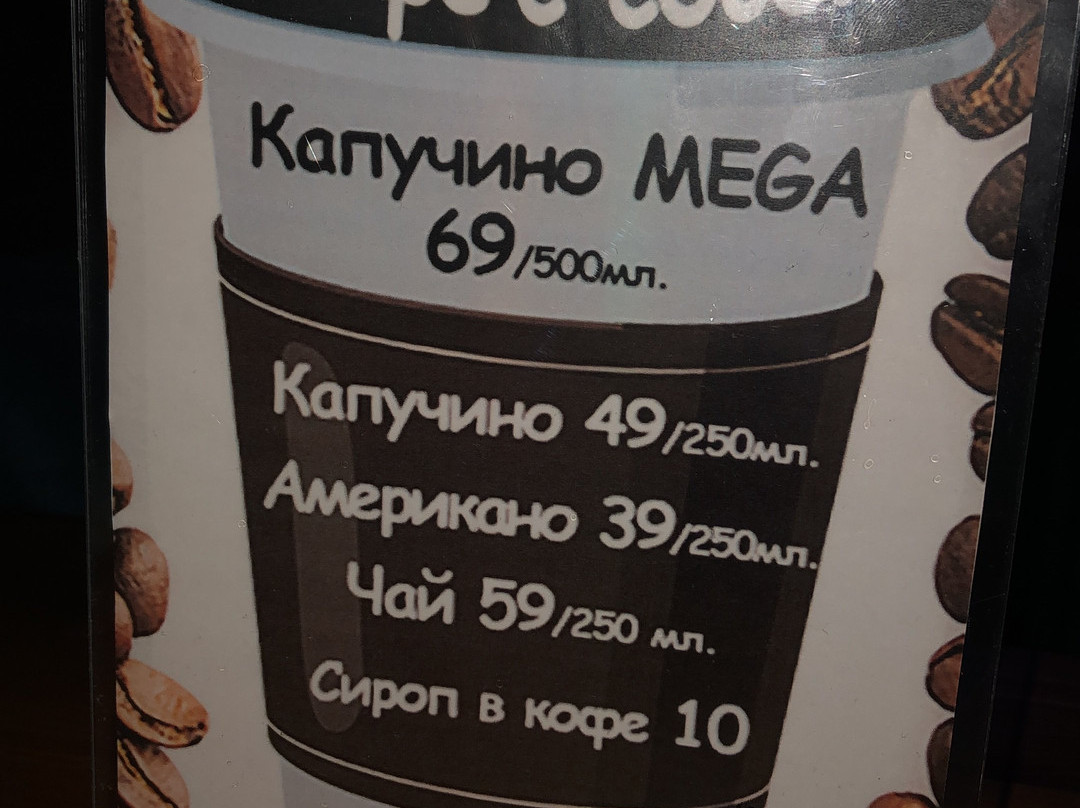 Капучино MEGA
69/500мл.
Капучино 49/250мл.
Американо 39/250мл.
Чай 59/250 мл.
Сироп в кофе 10